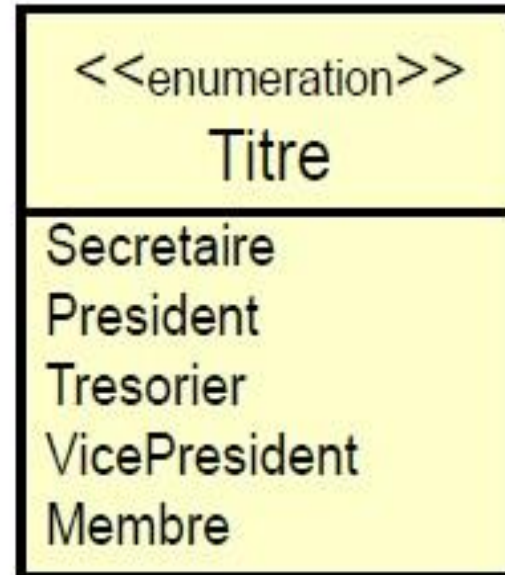 <<enumeration>>
Titre
Secretaire
President
Tresorier
VicePresident
Membre